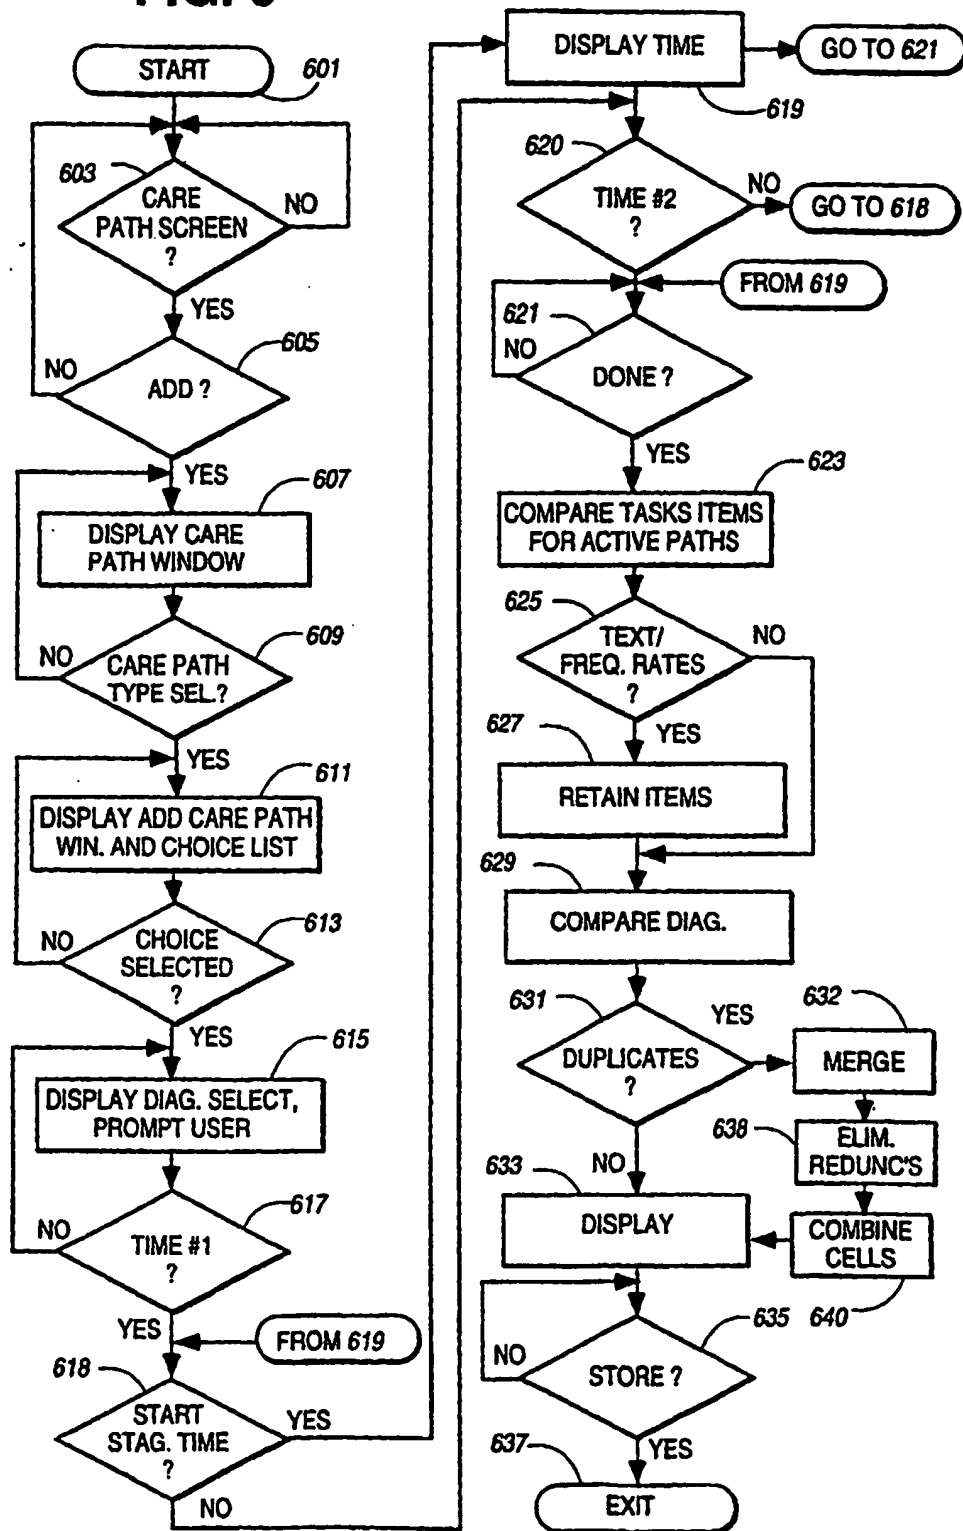 START
601
603
CARE
PATH SCREEN
?
NO
YES
605
NO
ADD ?
YES
607
DISPLAY CARE
PATH WINDOW
609
NO
CARE PATH
TYPE SEL.?
YES
611
DISPLAY ADD CARE PATH
WIN. AND CHOICE LIST
613
NO
CHOICE
SELECTED
?
YES
615
DISPLAY DIAG. SELECT,
PROMPT USER
617
NO
TIME #1
?
YES
FROM 619
618
START
STAG. TIME
?
YES
NO
DISPLAY TIME
GO TO 621
619
620
TIME #2
?
NO
GO TO 618
FROM 619
621
NO
DONE ?
YES
623
COMPARE TASKS ITEMS
FOR ACTIVE PATHS
625
TEXT/
FREQ. RATES
?
NO
627
YES
RETAIN ITEMS
629
COMPARE DIAG.
631
DUPLICATES
?
YES
632
MERGE
638
ELIM.
REDUNC'S
NO
633
DISPLAY
COMBINE
CELLS
640
635
NO
STORE ?
YES
637
EXIT